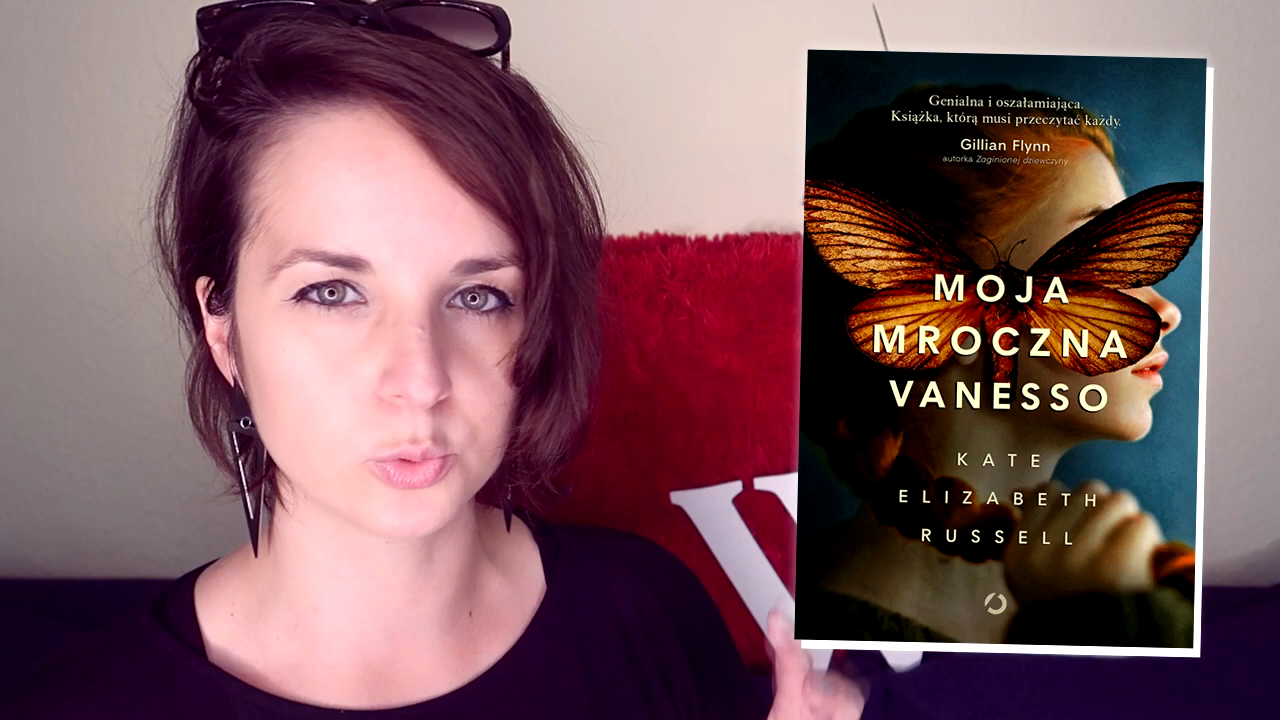 Genialna i oszałamiająca.
Książka, którą musi przeczytać każdy.
Gillian Flynn
autorka Zaginionej dziewczyny
MOJA
MROCZNA
VANESSO
KATE
ELIZABETH
RUSSELL
W